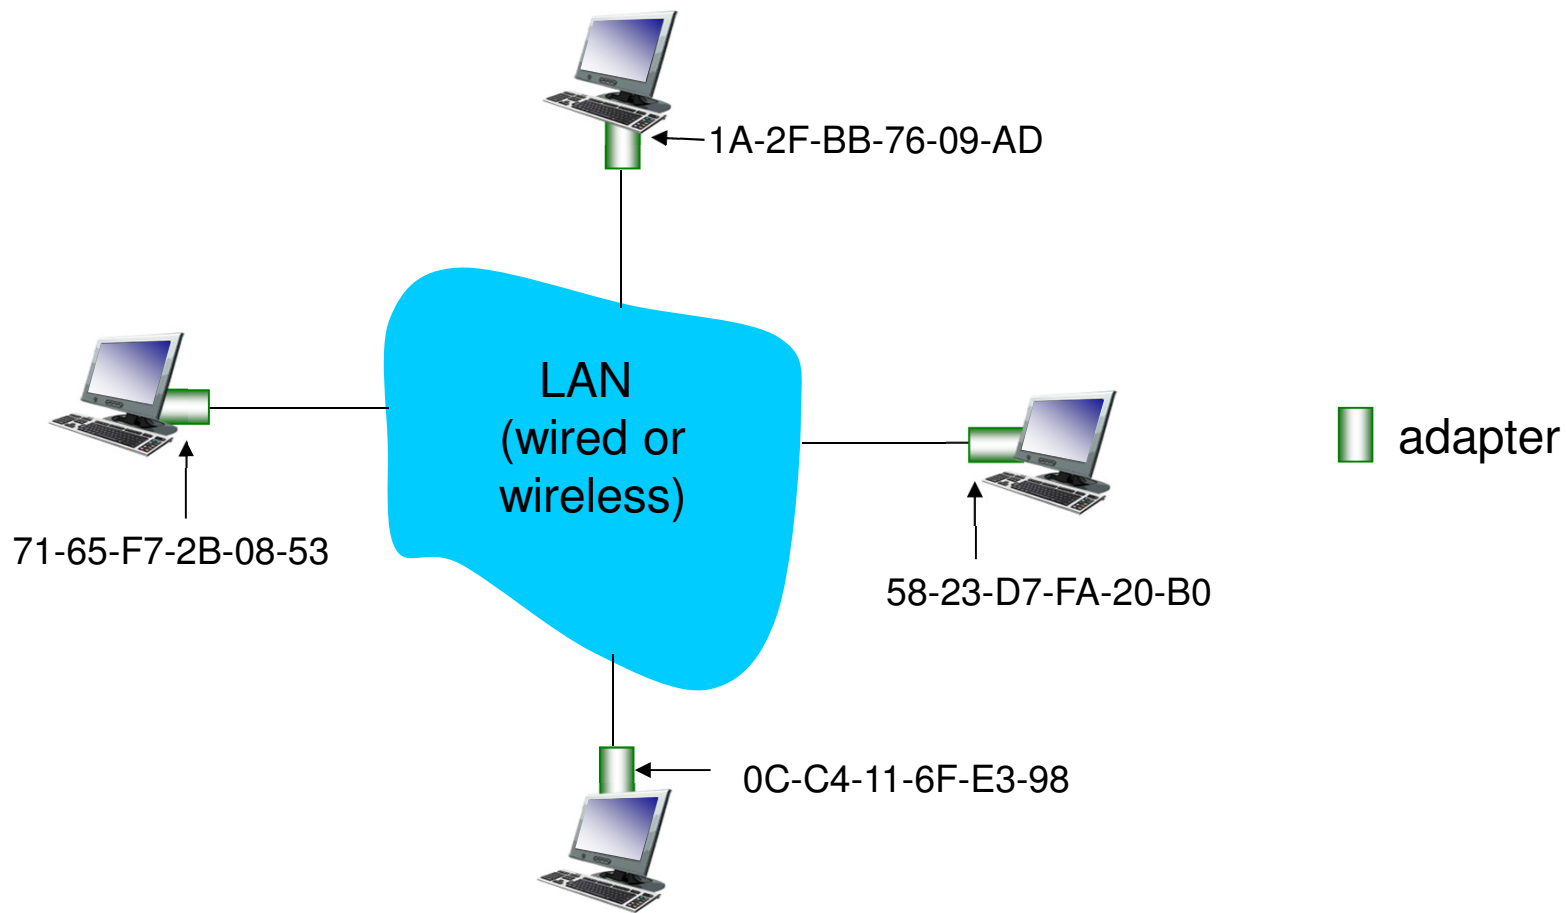 1A-2F-BB-76-09-AD
LAN
(wired or
wireless)
adapter
71-65-F7-2B-08-53
58-23-D7-FA-20-B0
0C-C4-11-6F-E3-98